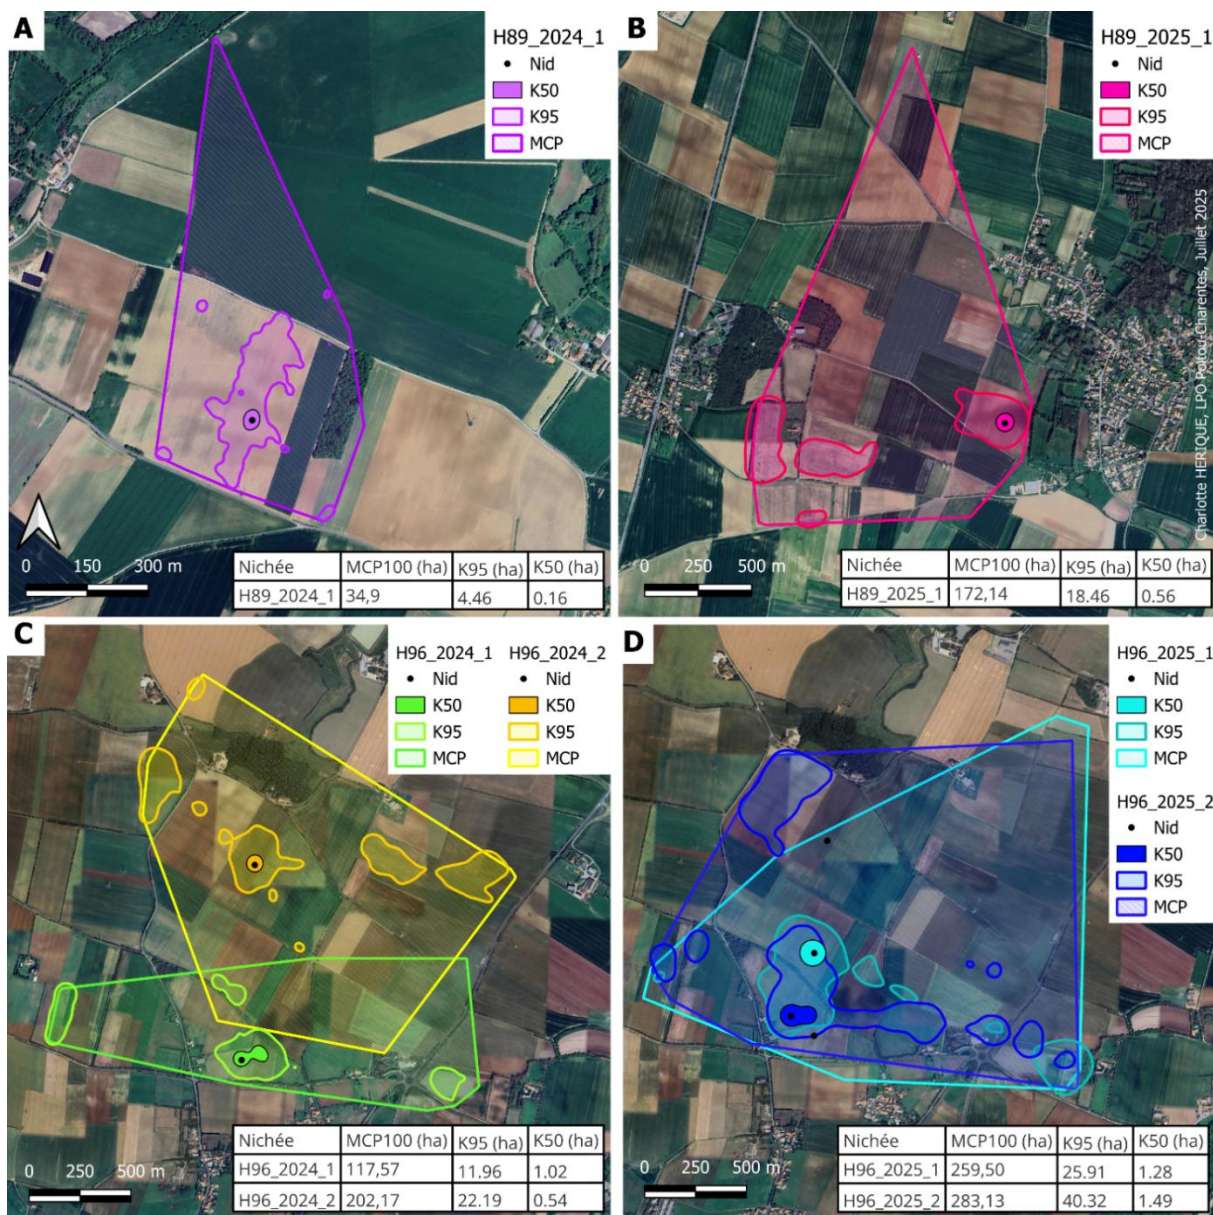 A
H89_2024_1
Nid
K50
K95
MCP
0 150 300 m
Nichée MCP100 (ha) K95 (ha) K50 (ha)
H89_2024_1 34,9 4.46 0.16
B
H89_2025_1
Nid
K50
K95
MCP
Charlotte HERIQUE, LPO Poitou-Charentes, Juillet 2025
0 250 500 m
Nichée MCP100 (ha) K95 (ha) K50 (ha)
H89_2025_1 172,14 18.46 0.56
C
H96_2024_1 H96_2024_2
Nid Nid
K50 K50
K95 K95
MCP MCP
0 250 500 m
Nichée MCP100 (ha) K95 (ha) K50 (ha)
H96_2024_1 117,57 11.96 1.02
H96_2024_2 202,17 22.19 0.54
D
H96_2025_1
Nid
K50
K95
MCP
H96_2025_2
Nid
K50
K95
MCP
0 250 500 m
Nichée MCP100 (ha) K95 (ha) K50 (ha)
H96_2025_1 259,50 25.91 1.28
H96_2025_2 283,13 40.32 1.49